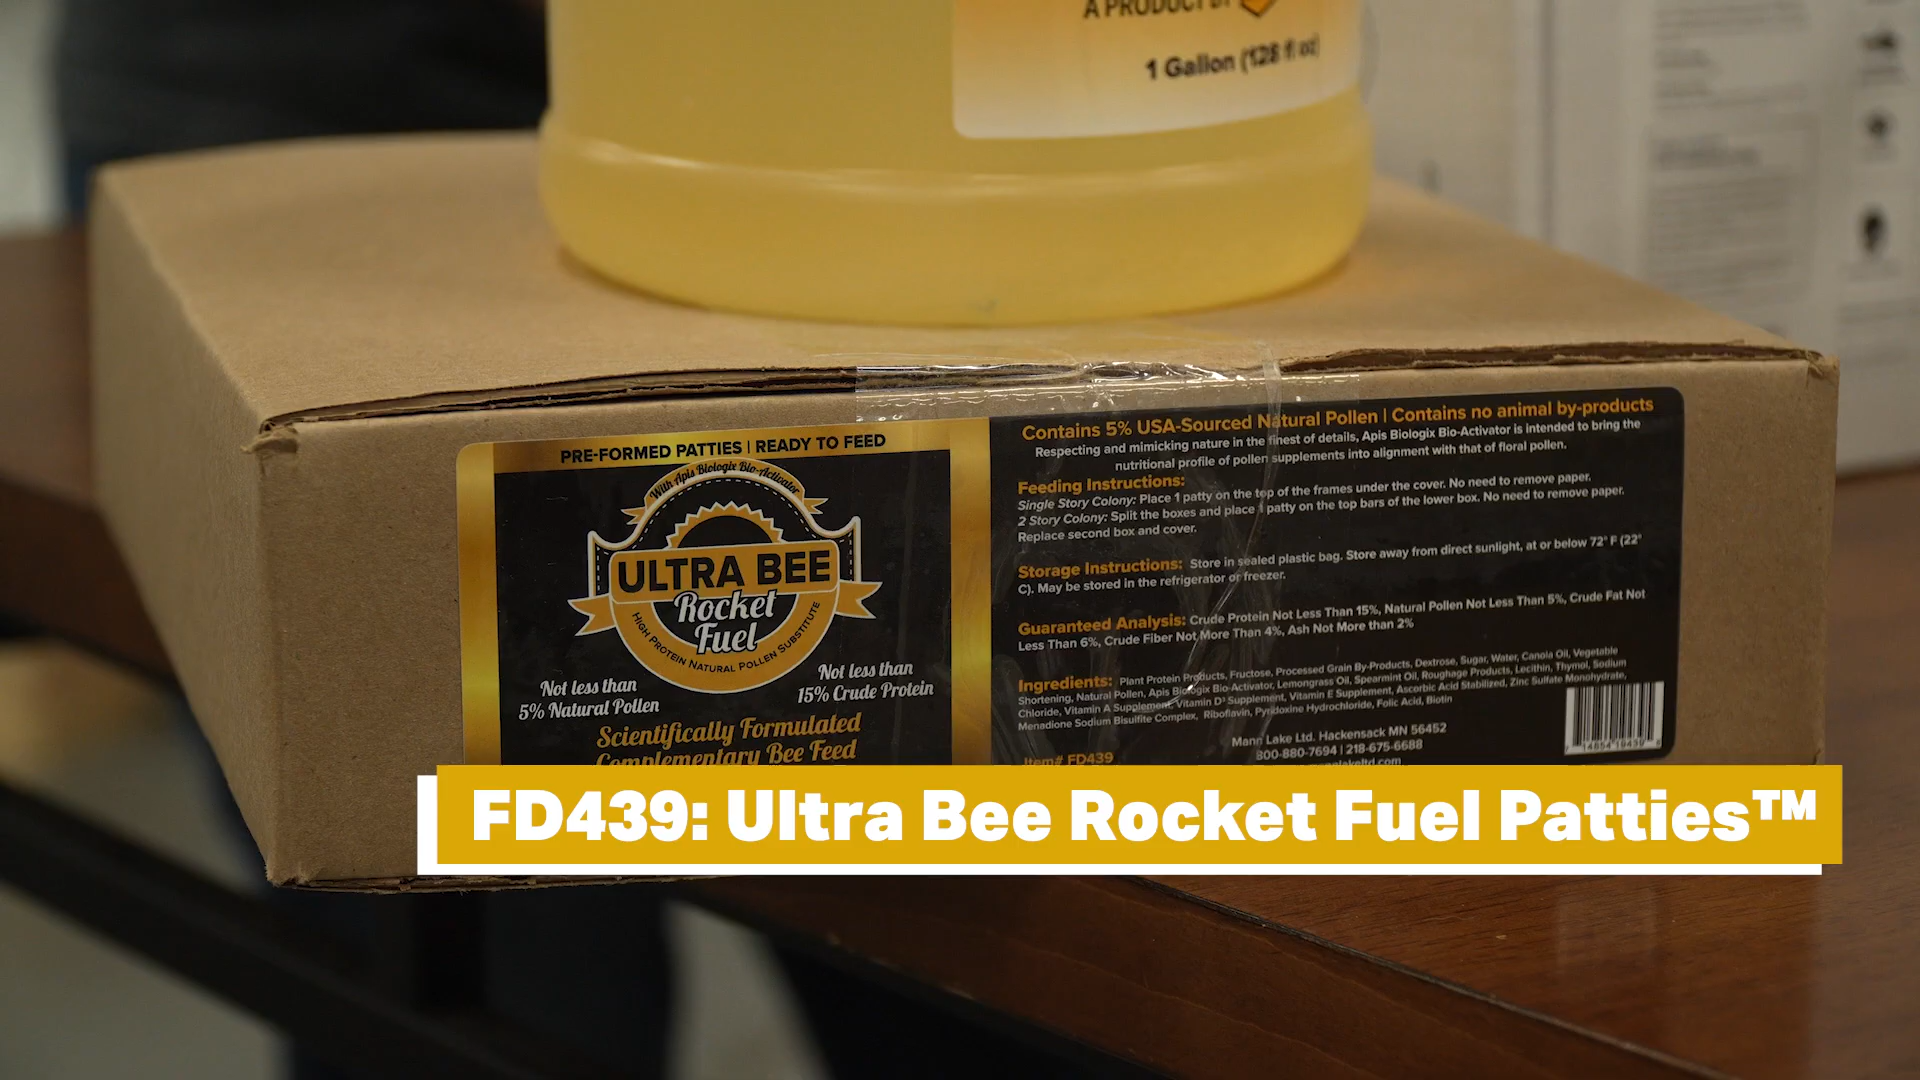 A PRODUCT BY
1 Gallon (128 fl oz)
PRE-FORMED PATTIES | READY TO FEED
With Apis Biologix Bio-Activator
ULTRA BEE
Rocket
Fuel
HIGH PROTEIN NATURAL POLLEN SUBSTITUTE
Not less than
5% Natural Pollen
Not less than
15% Crude Protein
Scientifically Formulated
Complementary Bee Feed
Contains 5% USA-Sourced Natural Pollen | Contains no animal by-products
Respecting and mimicking nature in the finest of details, Apis Biologix Bio-Activator is intended to bring the
nutritional profile of pollen supplements into alignment with that of floral pollen.
Feeding Instructions:
Single Story Colony: Place 1 patty on the top of the frames under the cover. No need to remove paper.
2 Story Colony: Split the boxes and place 1 patty on the top bars of the lower box. No need to remove paper.
Replace second box and cover.
Storage Instructions: Store in sealed plastic bag. Store away from direct sunlight, at or below 72° F (22°
C). May be stored in the refrigerator or freezer.
Guaranteed Analysis: Crude Protein Not Less Than 15%, Natural Pollen Not Less Than 5%, Crude Fat Not
Less Than 6%, Crude Fiber Not More Than 4%, Ash Not More than 2%
Ingredients: Plant Protein Products, Fructose, Processed Grain By-Products, Dextrose, Sugar, Water, Canola Oil, Vegetable
Shortening, Natural Pollen, Apis Biologix Bio-Activator, Lemongrass Oil, Spearmint Oil, Roughage Products, Lecithin, Thymol, Sodium
Chloride, Vitamin A Supplement, Vitamin D³ Supplement, Vitamin E Supplement, Ascorbic Acid Stabilized, Zinc Sulfate Monohydrate,
Menadione Sodium Bisulfite Complex, Riboflavin, Pyridoxine Hydrochloride, Folic Acid, Biotin
Mann Lake Ltd. Hackensack MN 56452
800-880-7694 | 218-675-6688
Item# FD439
FD439: Ultra Bee Rocket Fuel Patties™